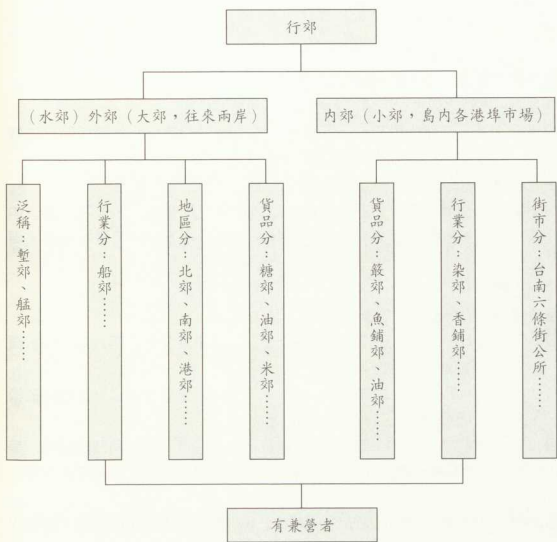 行郊
(水郊)外郊(大郊,往來兩岸)
內郊(小郊,島內各港埠市場)
泛稱:塹郊、艋郊……
行業分:船郊……
地區分:北郊、南郊、港郊……
貨品分:糖郊、油郊、米郊……
貨品分:䉤郊、魚鋪郊、油郊……
行業分:染郊、香鋪郊……
街市分:台南六條街公所……
有兼營者